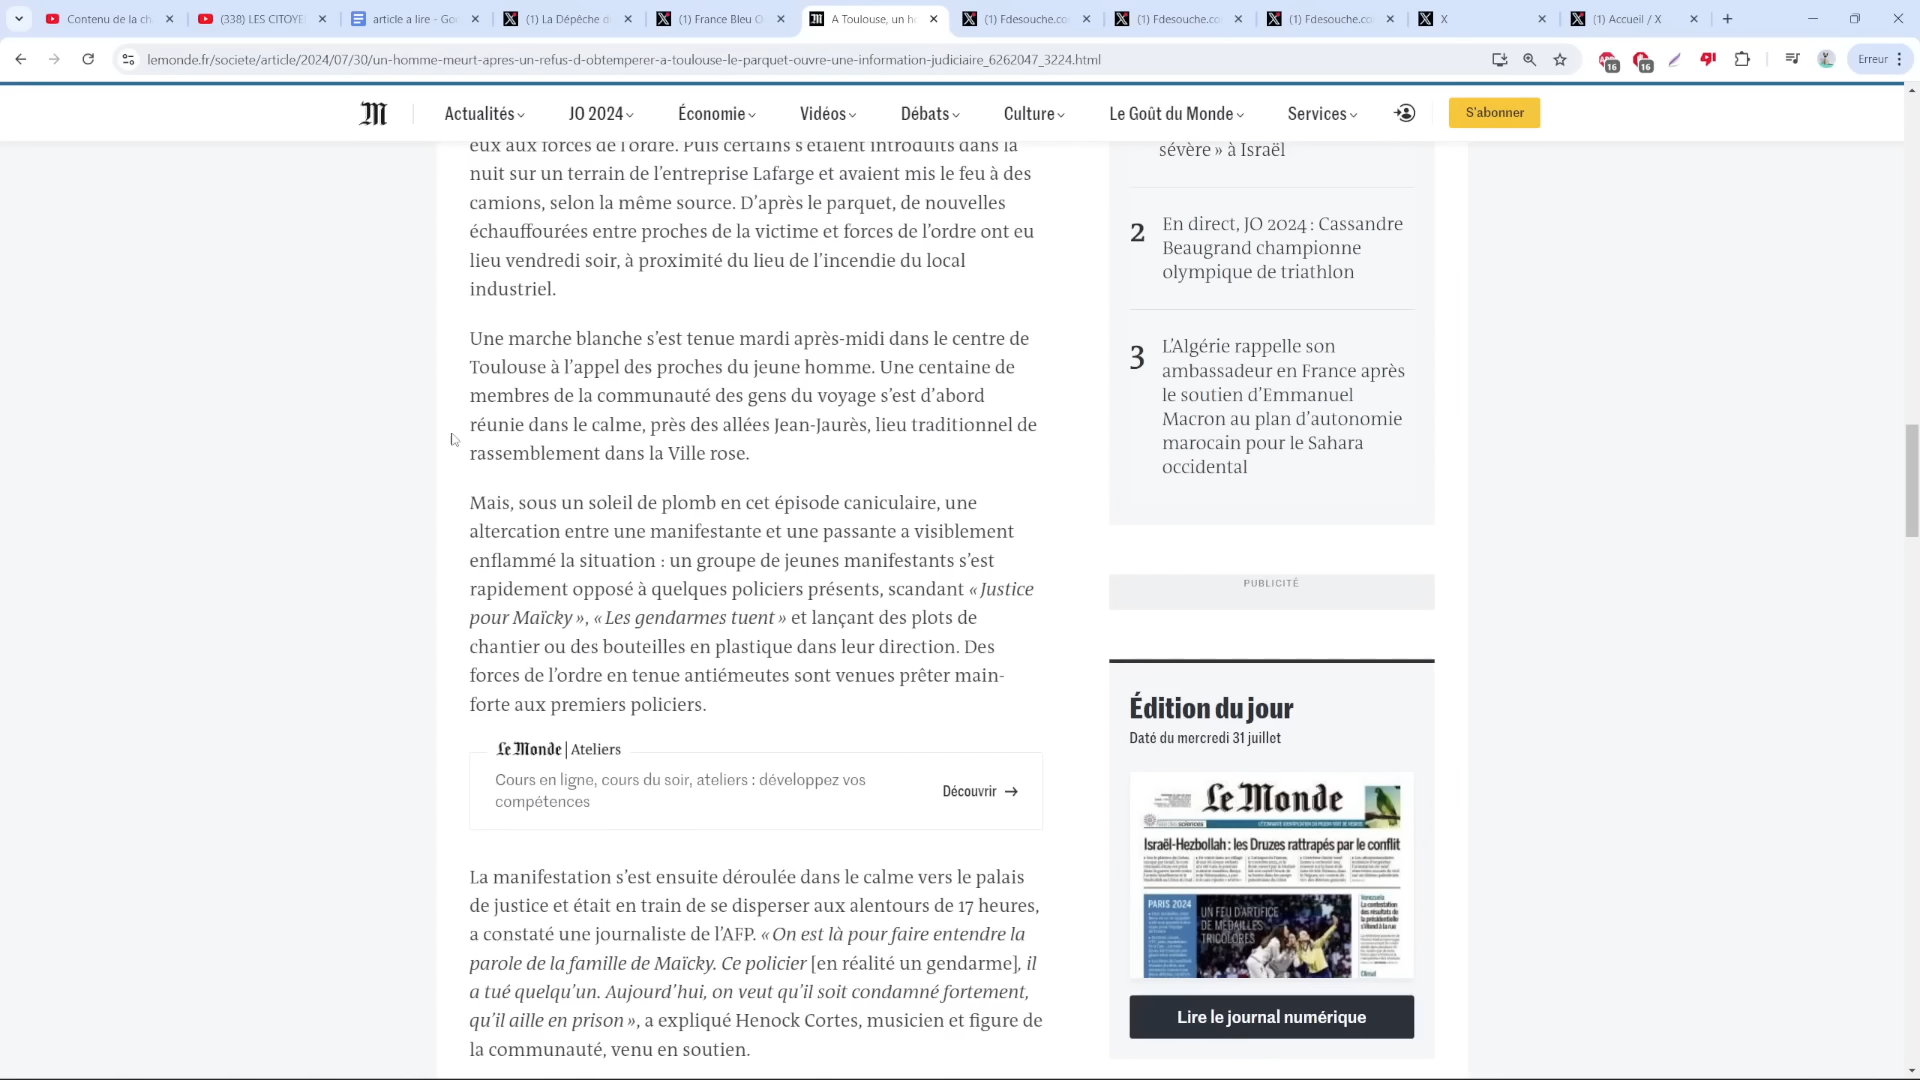 Contenu de la ch
(338) LES CITOYE
article a lire - Go
(1) La Dépêche d
(1) France Bleu O
A Toulouse, un h
(1) Fdesouche.co
(1) Fdesouche.co
(1) Fdesouche.co
X
(1) Accueil / X
lemonde.fr/societe/article/2024/07/30/un-homme-meurt-apres-un-refus-d-obtemperer-a-toulouse-le-parquet-ouvre-une-information-judiciaire_6262047_3224.html
16
16
Erreur
M
Actualités
JO 2024
Économie
Vidéos
Débats
Culture
Le Goût du Monde
Services
S'abonner
eux aux forces de l'ordre. Puis certains s'étaient introduits dans la
nuit sur un terrain de l'entreprise Lafarge et avaient mis le feu à des
camions, selon la même source. D'après le parquet, de nouvelles
échauffourées entre proches de la victime et forces de l'ordre ont eu
lieu vendredi soir, à proximité du lieu de l'incendie du local
industriel.
Une marche blanche s'est tenue mardi après-midi dans le centre de
Toulouse à l'appel des proches du jeune homme. Une centaine de
membres de la communauté des gens du voyage s'est d'abord
réunie dans le calme, près des allées Jean-Jaurès, lieu traditionnel de
rassemblement dans la Ville rose.
Mais, sous un soleil de plomb en cet épisode caniculaire, une
altercation entre une manifestante et une passante a visiblement
enflammé la situation : un groupe de jeunes manifestants s'est
rapidement opposé à quelques policiers présents, scandant « Justice
pour Maïcky », « Les gendarmes tuent » et lançant des plots de
chantier ou des bouteilles en plastique dans leur direction. Des
forces de l'ordre en tenue antiémeutes sont venues prêter main-
forte aux premiers policiers.
Le Monde | Ateliers
Cours en ligne, cours du soir, ateliers : développez vos
compétences
Découvrir →
La manifestation s'est ensuite déroulée dans le calme vers le palais
de justice et était en train de se disperser aux alentours de 17 heures,
a constaté une journaliste de l'AFP. « On est là pour faire entendre la
parole de la famille de Maïcky. Ce policier [en réalité un gendarme], il
a tué quelqu'un. Aujourd'hui, on veut qu'il soit condamné fortement,
qu'il aille en prison », a expliqué Henock Cortes, musicien et figure de
la communauté, venu en soutien.
sévère » à Israël
2
En direct, JO 2024 : Cassandre
Beaugrand championne
olympique de triathlon
3
L'Algérie rappelle son
ambassadeur en France après
le soutien d'Emmanuel
Macron au plan d'autonomie
marocain pour le Sahara
occidental
PUBLICITÉ
Édition du jour
Daté du mercredi 31 juillet
Le Monde
Israël-Hezbollah : les Druzes rattrapés par le conflit
PARIS 2024
UN FEU D'ARTIFICE
DE MÉDAILLES
TRICOLORES
Venezuela
La contestation
des résultats de
la présidentielle
s'étend à la rue
Climat
Lire le journal numérique